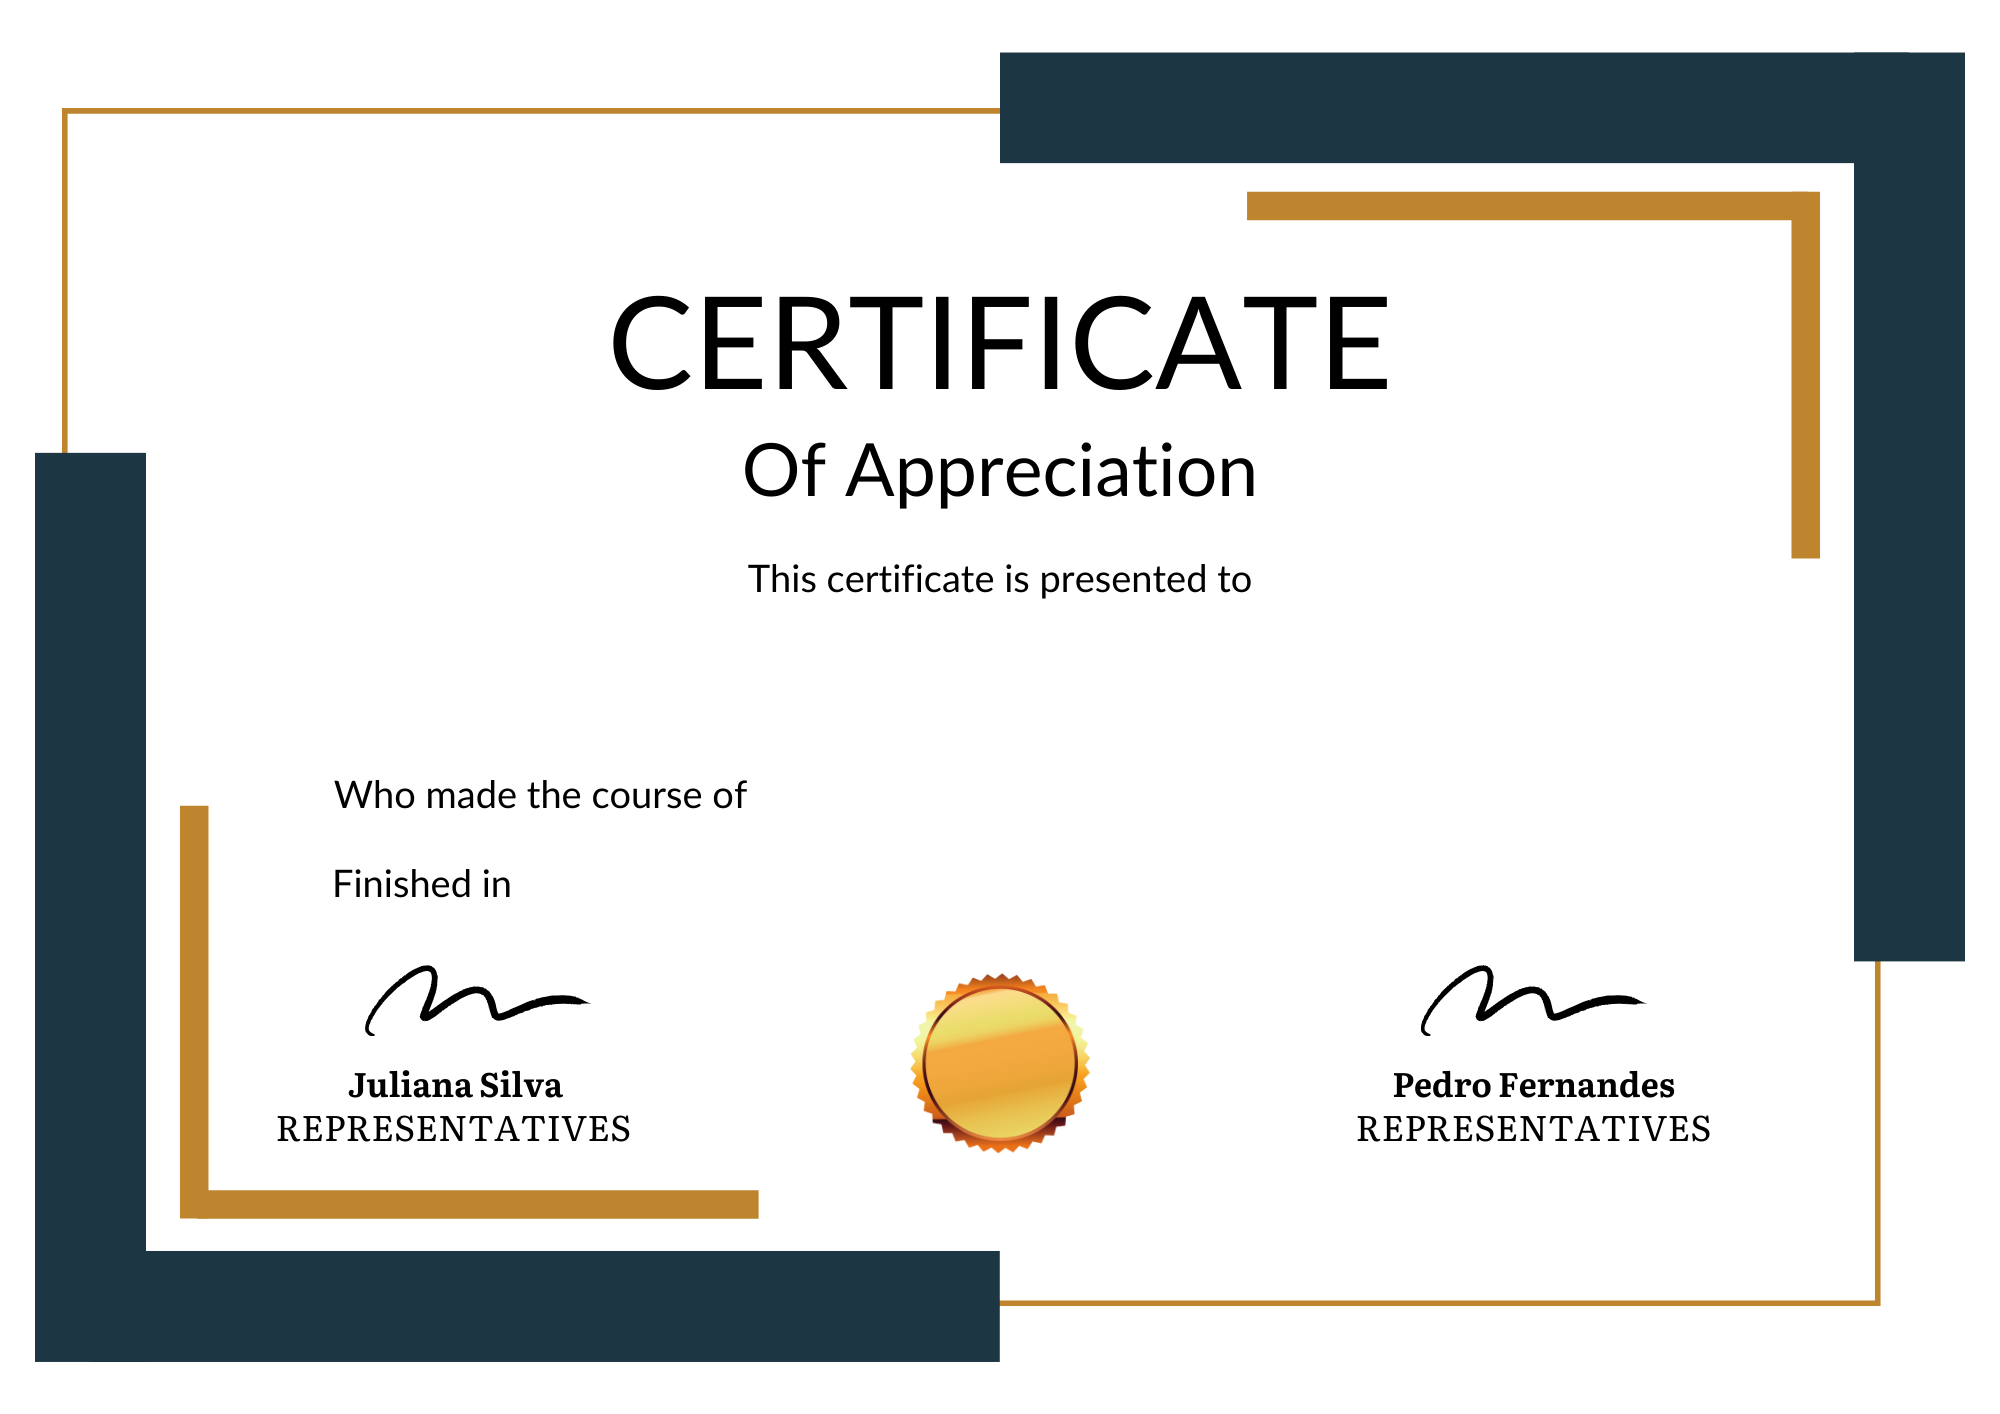 CERTIFICATE
Of Appreciation
This certificate is presented to
Who made the course of
Finished in
Juliana Silva
REPRESENTATIVES
Pedro Fernandes
REPRESENTATIVES